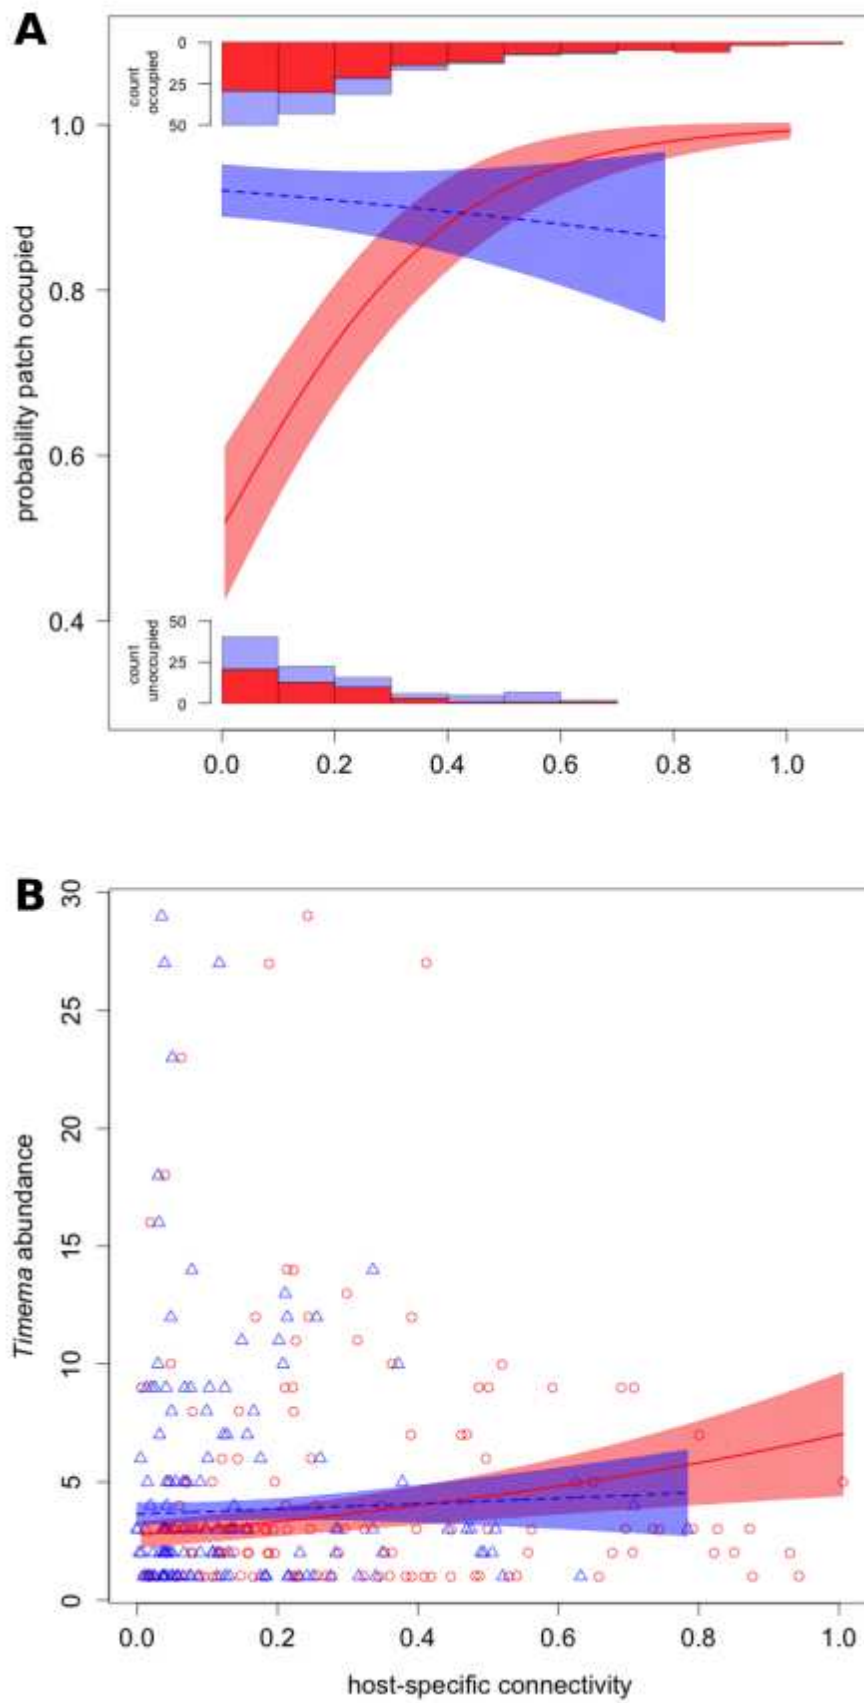 A
0
25
50
count
occupied
1.0
0.8
0.6
0.4
probability patch occupied
50
25
0
count
unoccupied
0.0 0.2 0.4 0.6 0.8 1.0
B
30
25
20
15
10
5
0
Timema abundance
0.0 0.2 0.4 0.6 0.8 1.0
host-specific connectivity